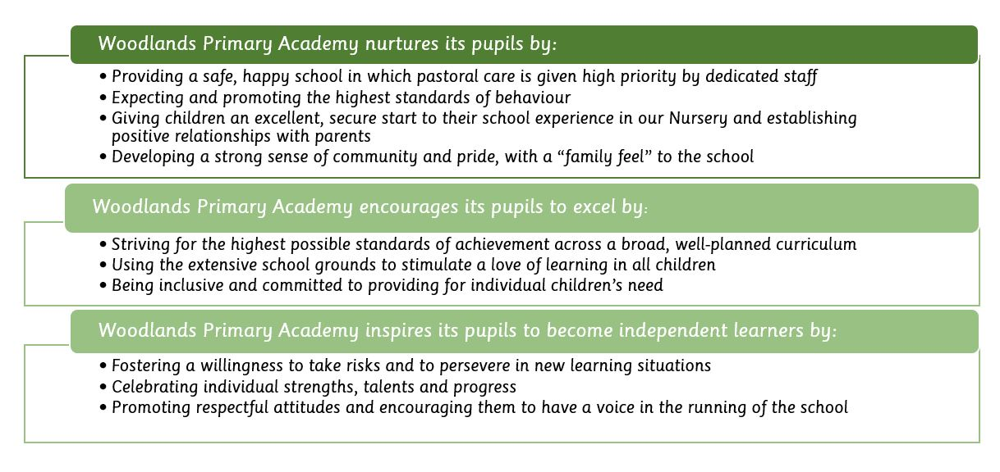 Woodlands Primary Academy nurtures its pupils by:
• Providing a safe, happy school in which pastoral care is given high priority by dedicated staff
• Expecting and promoting the highest standards of behaviour
• Giving children an excellent, secure start to their school experience in our Nursery and establishing
positive relationships with parents
• Developing a strong sense of community and pride, with a “family feel” to the school
Woodlands Primary Academy encourages its pupils to excel by:
• Striving for the highest possible standards of achievement across a broad, well-planned curriculum
• Using the extensive school grounds to stimulate a love of learning in all children
• Being inclusive and committed to providing for individual children’s need
Woodlands Primary Academy inspires its pupils to become independent learners by:
• Fostering a willingness to take risks and to persevere in new learning situations
• Celebrating individual strengths, talents and progress
• Promoting respectful attitudes and encouraging them to have a voice in the running of the school